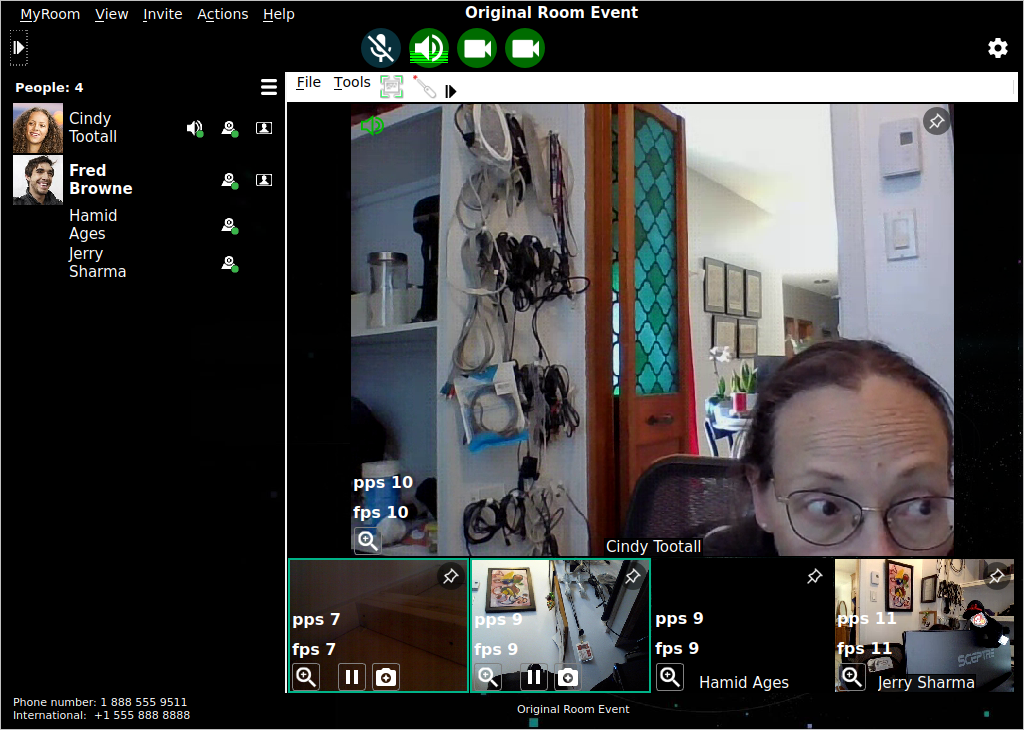 MyRoom View Invite Actions Help
Original Room Event
People: 4
File Tools
Cindy
Tootall
Fred
Browne
Hamid
Ages
Jerry
Sharma
pps 10
fps 10
Cindy Tootall
pps 7
fps 7
pps 9
fps 9
pps 9
fps 9
Hamid Ages
pps 11
fps 11
SCEPTRE
Jerry Sharma
Phone number: 1 888 555 9511
International: +1 555 888 8888
Original Room Event